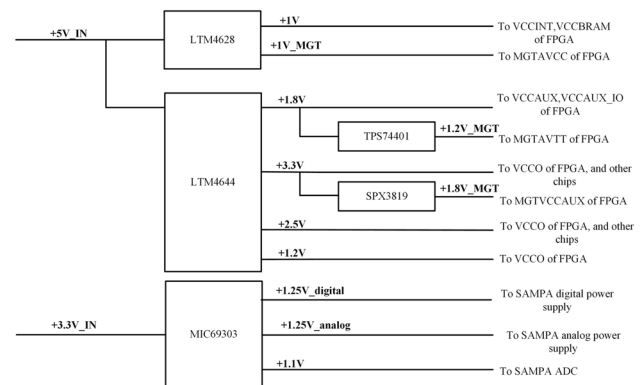 +5V_IN
LTM4628
+1V
To VCCINT,VCCBRAM
of FPGA
+1V_MGT
To MGTAVCC of FPGA
LTM4644
+1.8V
To VCCAUX,VCCAUX_IO
of FPGA
TPS74401
+1.2V_MGT
To MGTAVTT of FPGA
+3.3V
To VCCO of FPGA, and other
chips
SPX3819
+1.8V_MGT
To MGTVCCAUX of FPGA
+2.5V
To VCCO of FPGA, and other
chips
+1.2V
To VCCO of FPGA
+3.3V_IN
MIC69303
+1.25V_digital
To SAMPA digital power
supply
+1.25V_analog
To SAMPA analog power
supply
+1.1V
To SAMPA ADC